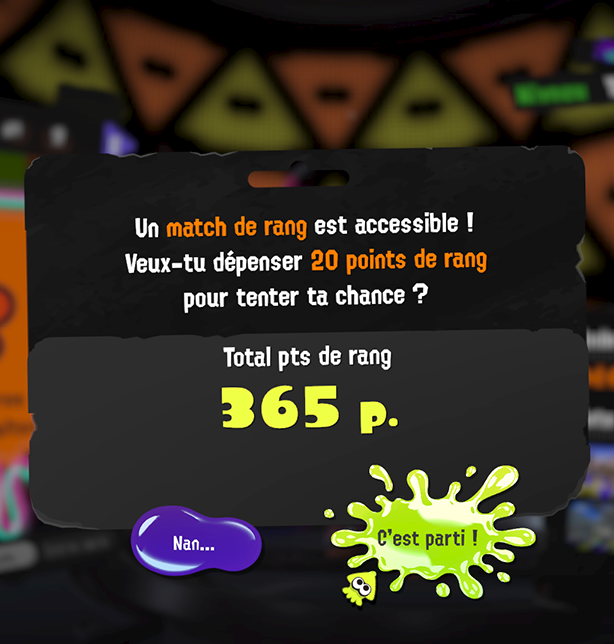 Niveau
Un match de rang est accessible !
Veux-tu dépenser 20 points de rang
pour tenter ta chance ?
Total pts de rang
365 p.
Nan...
C'est parti !